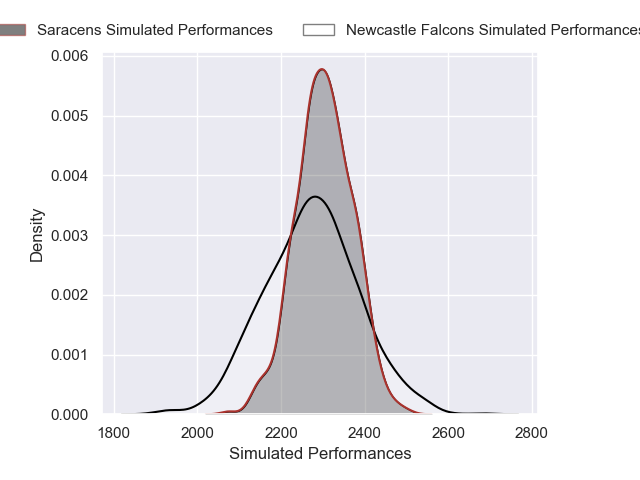 Saracens Simulated Performances Newcastle Falcons Simulated Performances
0.006
0.005
0.004
0.003
0.002
0.001
0.000
Density
1800 2000 2200 2400 2600 2800
Simulated Performances